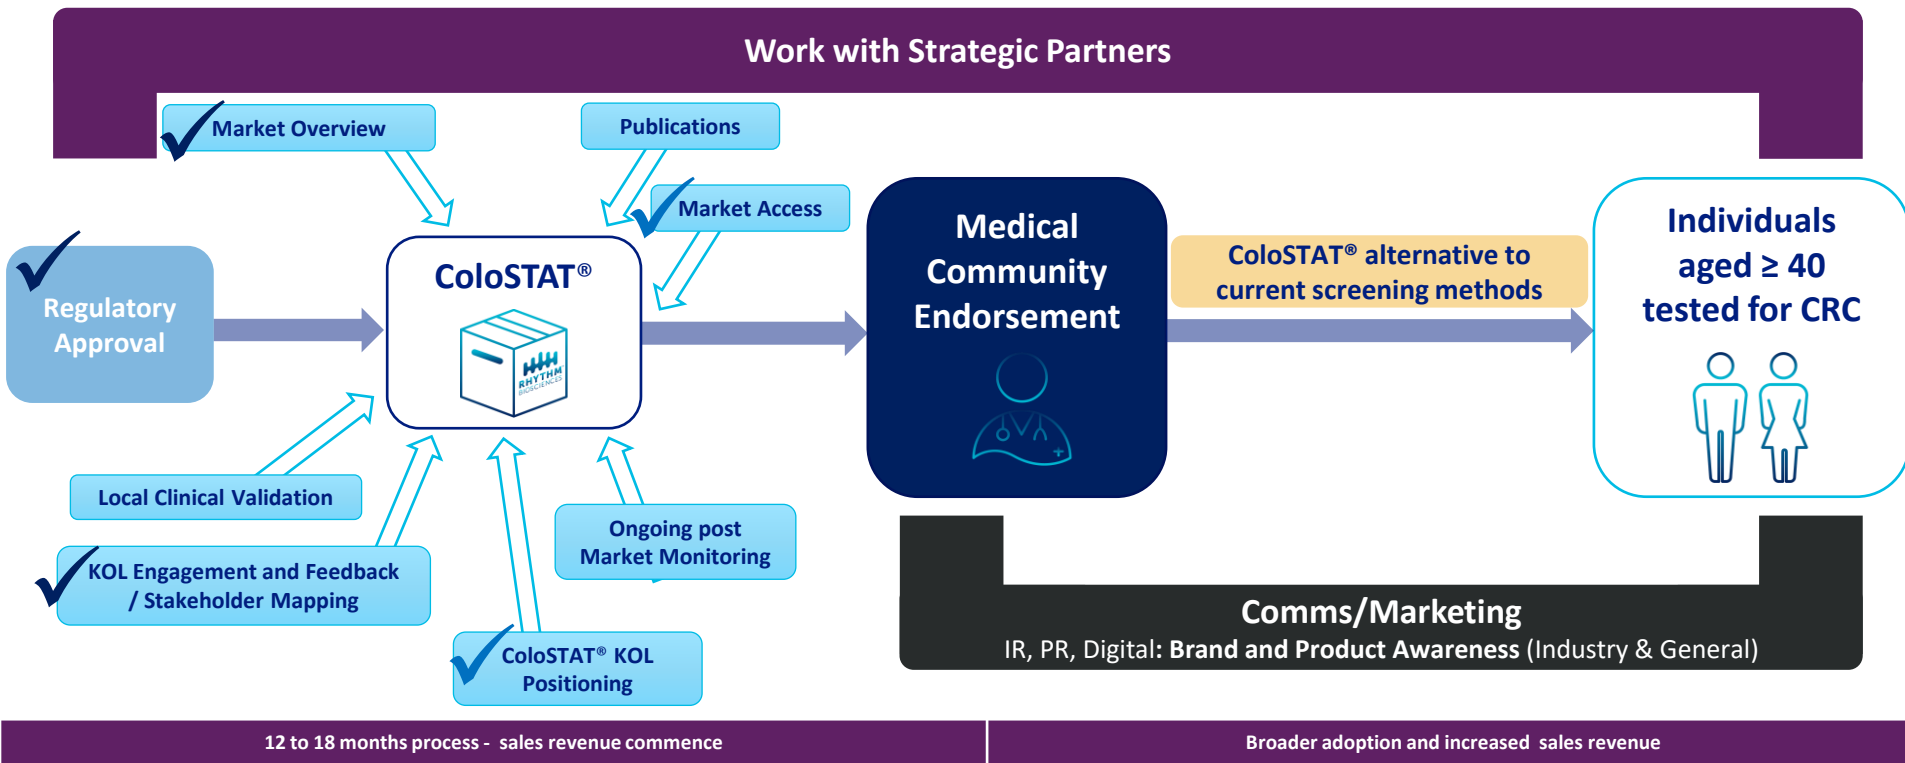 Work with Strategic Partners
Market Overview
Publications
Market Access
Regulatory
Approval
ColoSTAT®
RHYTHM
BIOSCIENCES
Medical
Community
Endorsement
ColoSTAT® alternative to
current screening methods
Individuals
aged ≥ 40
tested for CRC
Local Clinical Validation
KOL Engagement and Feedback
/ Stakeholder Mapping
ColoSTAT® KOL
Positioning
Ongoing post
Market Monitoring
Comms/Marketing
IR, PR, Digital: Brand and Product Awareness (Industry & General)
12 to 18 months process - sales revenue commence
Broader adoption and increased sales revenue